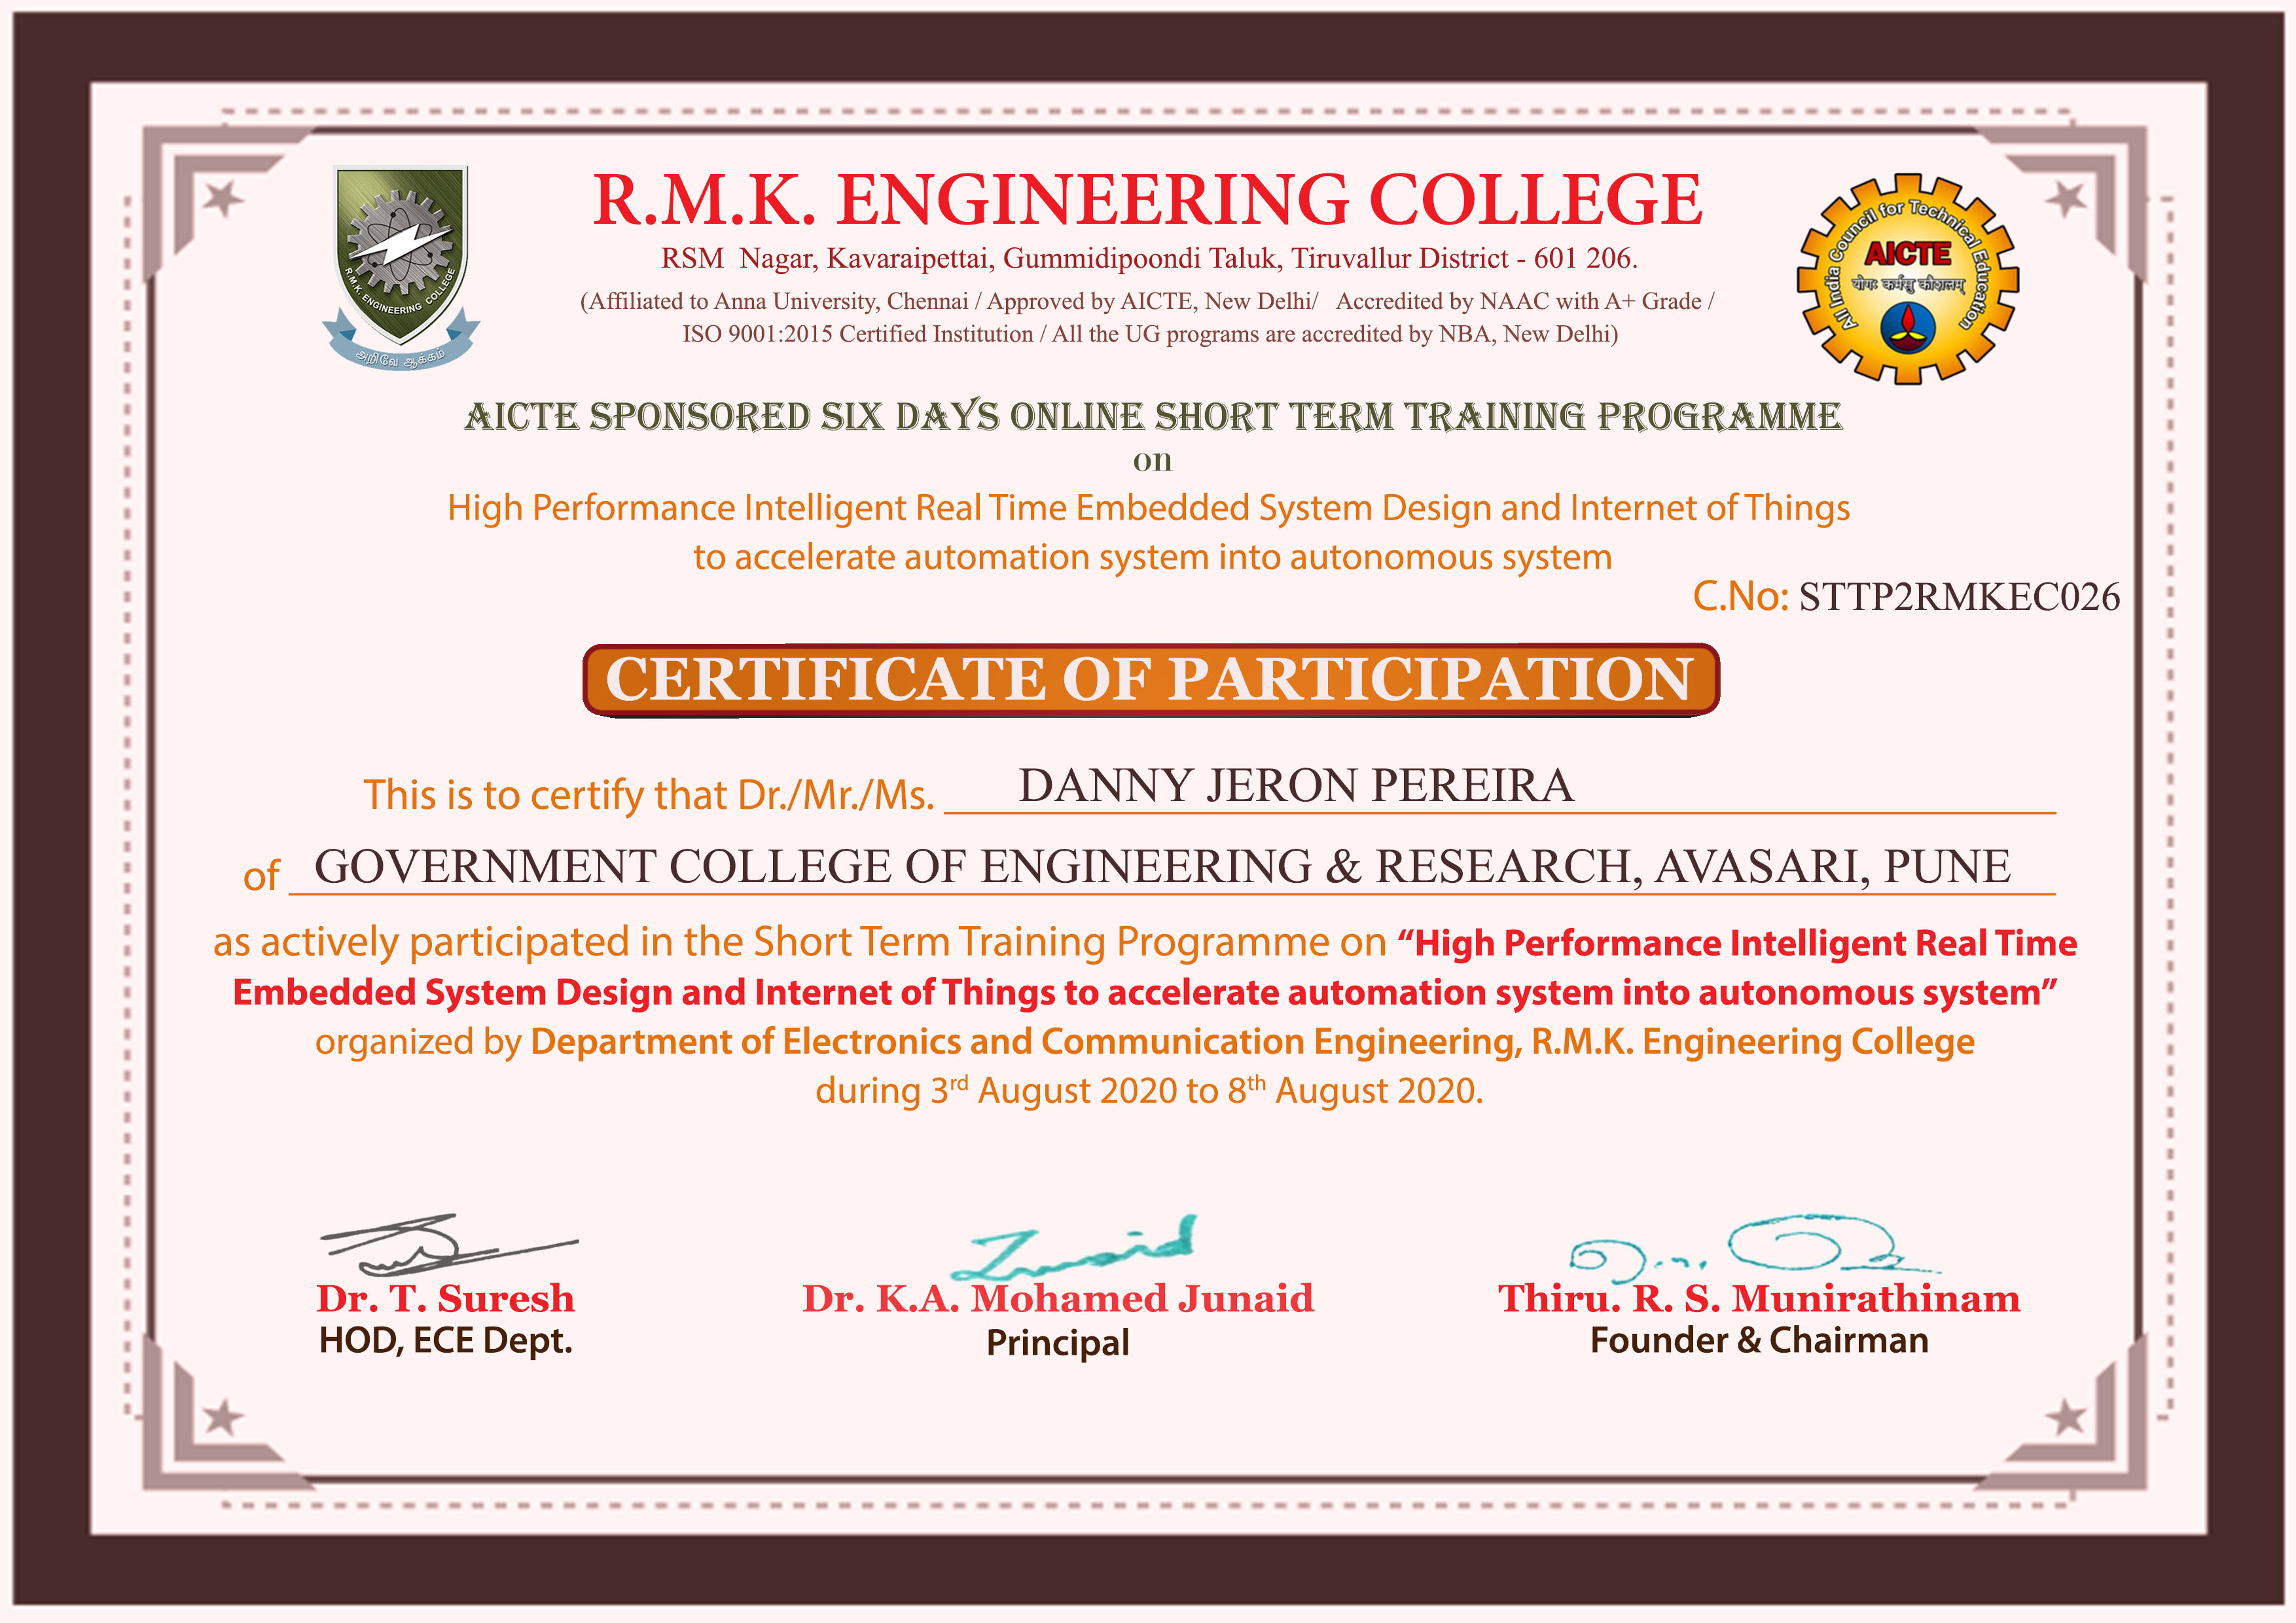 R.M.K. ENGINEERING COLLEGE
RSM Nagar, Kavaraipettai, Gummidipoondi Taluk, Tiruvallur District - 601 206.
(Affiliated to Anna University, Chennai / Approved by AICTE, New Delhi/ Accredited by NAAC with A+ Grade /
ISO 9001:2015 Certified Institution / All the UG programs are accredited by NBA, New Delhi)
R.M.K. ENGINEERING COLLEGE
அறிவே ஆக்கம்
All India Council for Technical Education
AICTE
योगः कर्मसु कौशलम्
AICTE SPONSORED SIX DAYS ONLINE SHORT TERM TRAINING PROGRAMME
on
High Performance Intelligent Real Time Embedded System Design and Internet of Things
to accelerate automation system into autonomous system
C.No: STTP2RMKEC026
CERTIFICATE OF PARTICIPATION
This is to certify that Dr./Mr./Ms. DANNY JERON PEREIRA
of GOVERNMENT COLLEGE OF ENGINEERING & RESEARCH, AVASARI, PUNE
as actively participated in the Short Term Training Programme on “High Performance Intelligent Real Time
Embedded System Design and Internet of Things to accelerate automation system into autonomous system”
organized by Department of Electronics and Communication Engineering, R.M.K. Engineering College
during 3rd August 2020 to 8th August 2020.
Dr. T. Suresh
HOD, ECE Dept.
Dr. K.A. Mohamed Junaid
Principal
Thiru. R. S. Munirathinam
Founder & Chairman